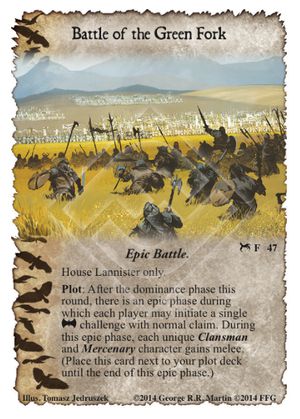 Battle of the Green Fork
Epic Battle.
F 47
House Lannister only.
Plot: After the dominance phase this
round, there is an epic phase during
which each player may initiate a single
challenge with normal claim. During
this epic phase, each unique Clansman
and Mercenary character gains melee.
(Place this card next to your plot deck
until the end of this epic phase.)
Illus. Tomasz Jedruszek ©2014 George R.R. Martin ©2014 FFG